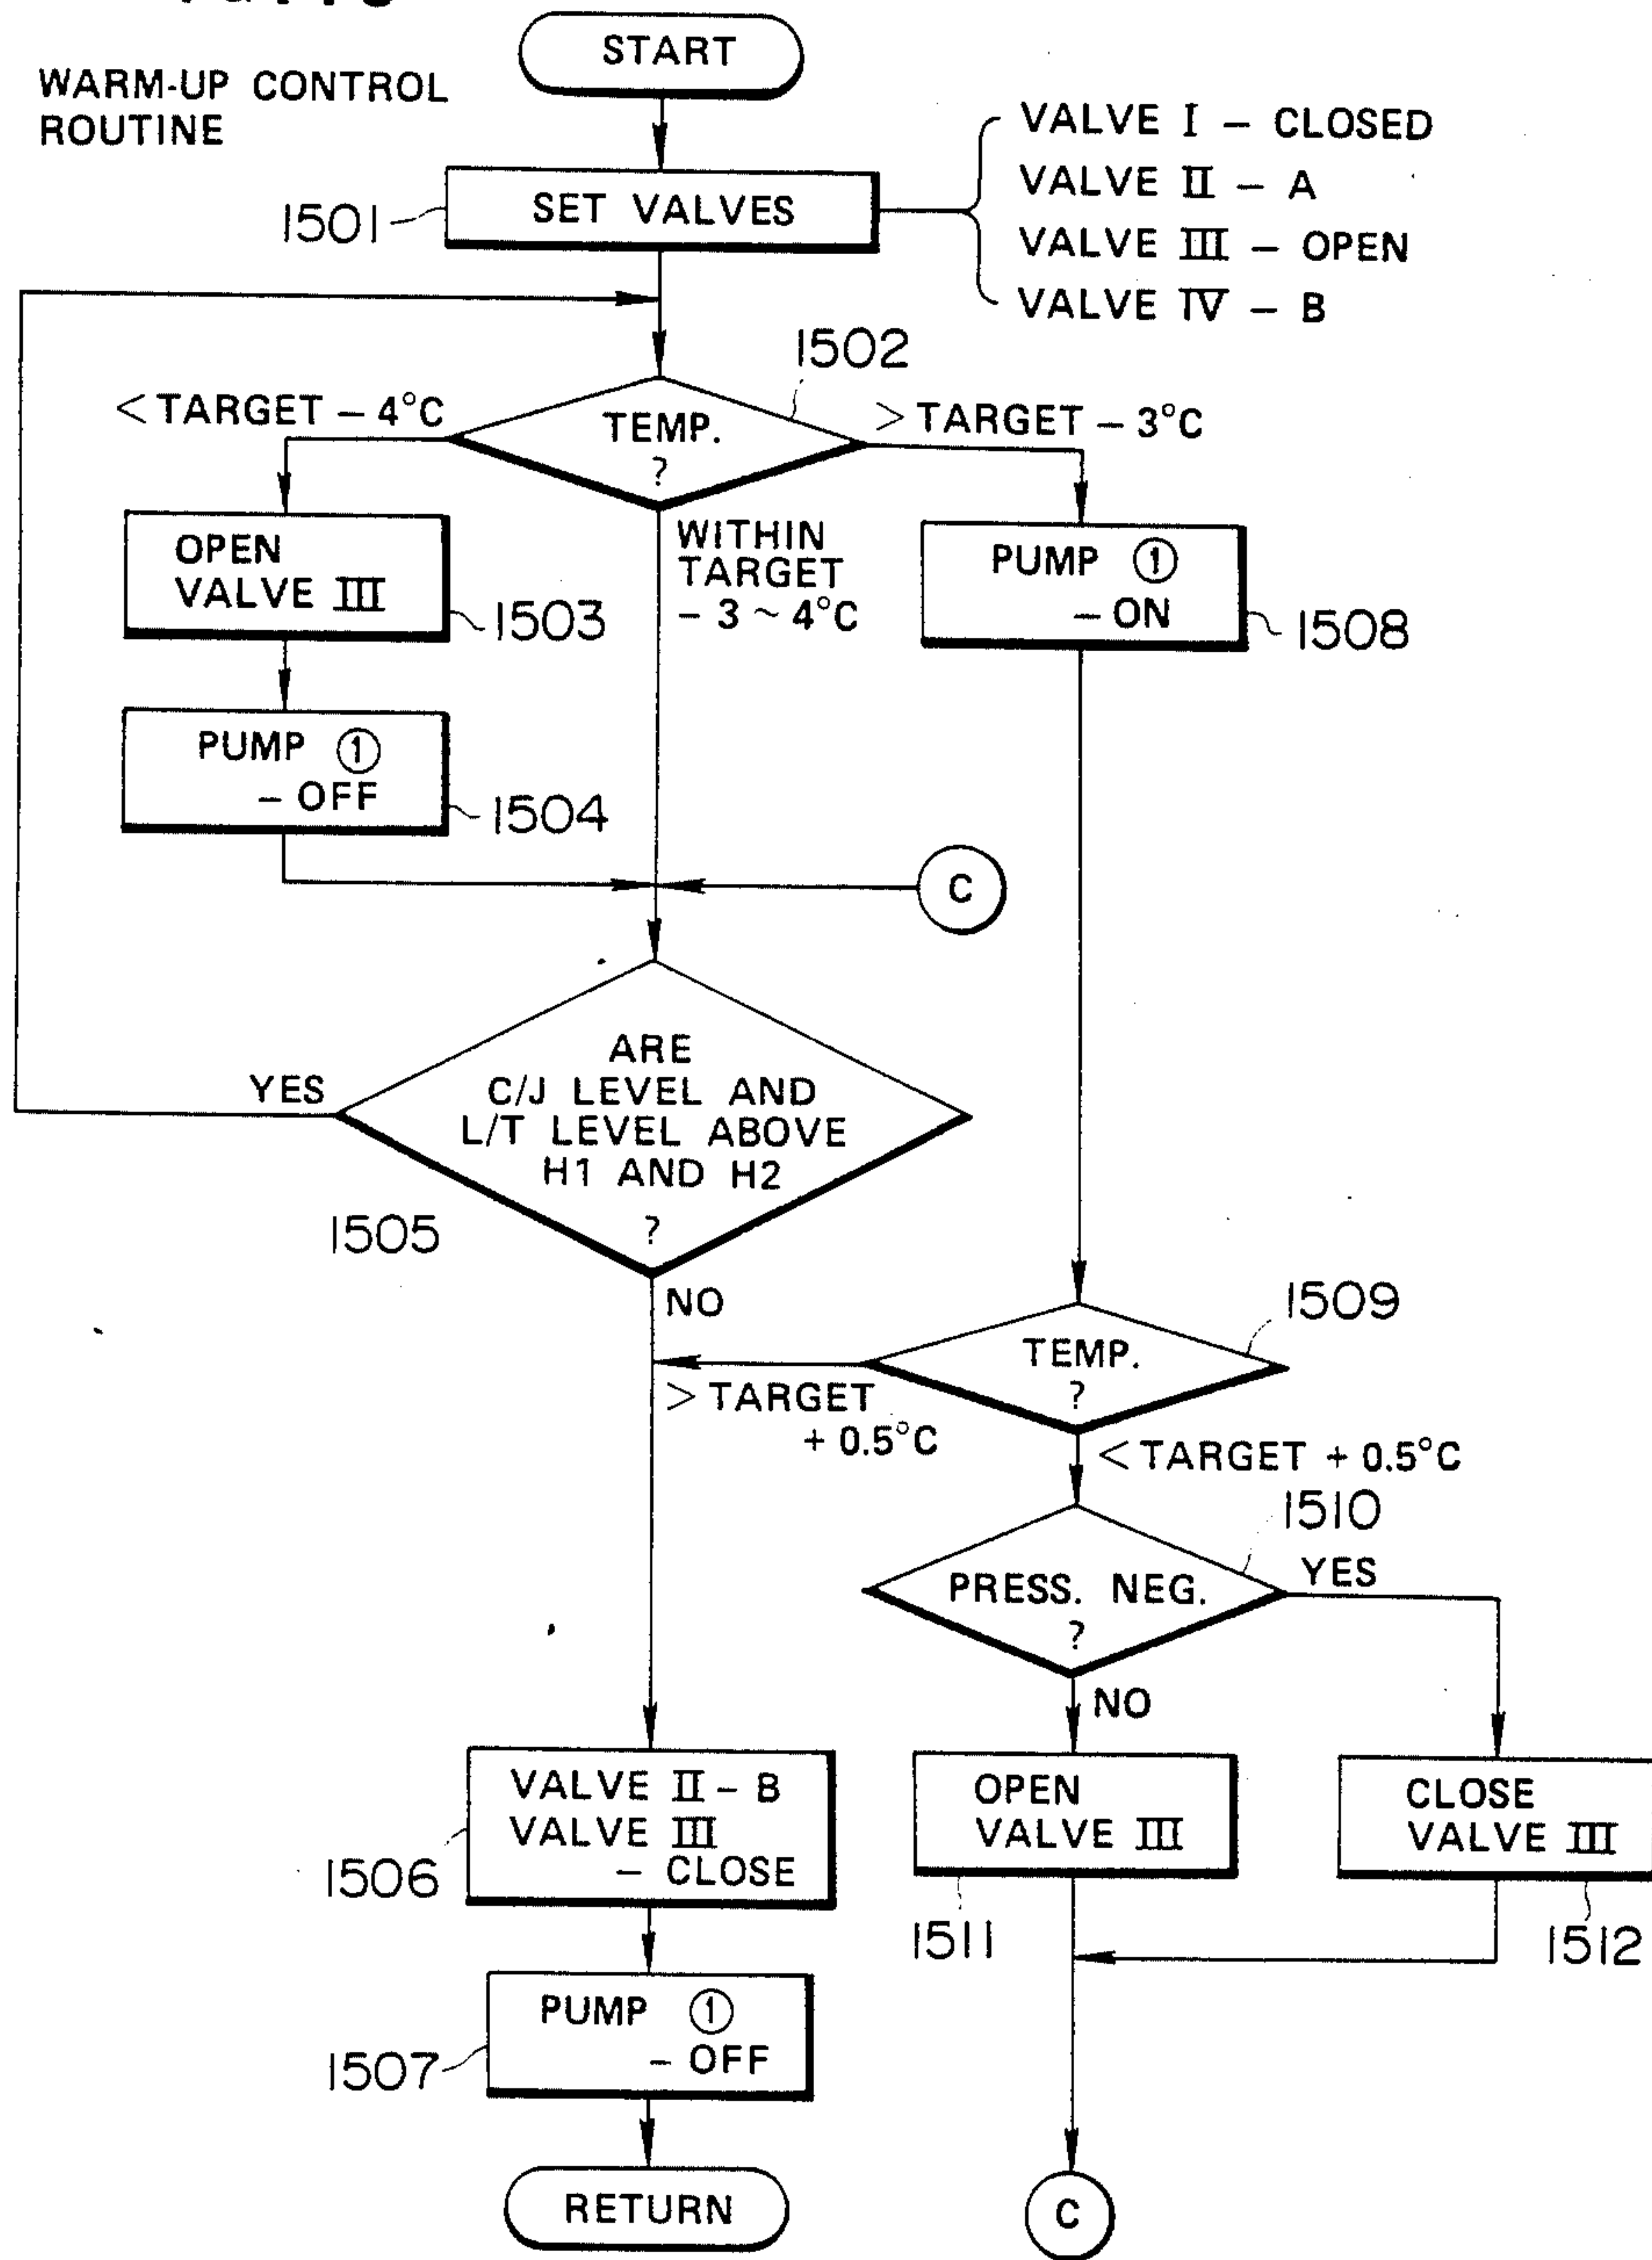 START
WARM-UP CONTROL
ROUTINE
VALVE I – CLOSED
VALVE II – A
VALVE III – OPEN
VALVE IV – B
1501
SET VALVES
1502
< TARGET – 4°C
TEMP.
?
> TARGET – 3°C
WITHIN
TARGET
– 3 ~ 4°C
OPEN
VALVE III
1503
PUMP ①
– ON
1508
PUMP ①
– OFF
1504
C
YES
ARE
C/J LEVEL AND
L/T LEVEL ABOVE
H1 AND H2
?
1505
NO
1509
TEMP.
?
> TARGET
+ 0.5°C
< TARGET + 0.5°C
1510
PRESS. NEG.
?
YES
NO
VALVE II – B
VALVE III
– CLOSE
1506
OPEN
VALVE III
1511
CLOSE
VALVE III
1512
PUMP ①
– OFF
1507
RETURN
C